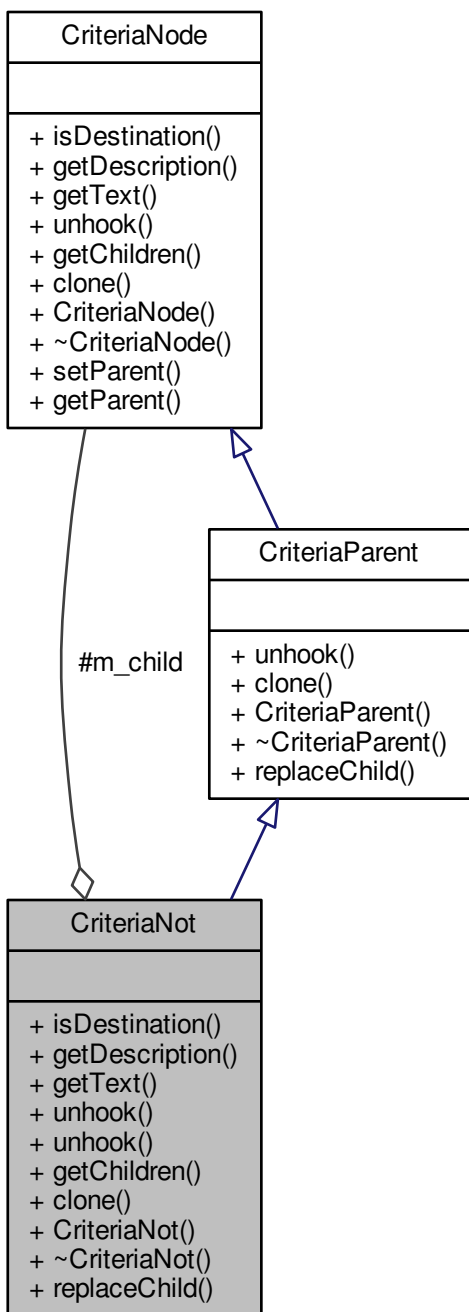 CriteriaNode
+ isDestination()
+ getDescription()
+ getText()
+ unhook()
+ getChildren()
+ clone()
+ CriteriaNode()
+ ~CriteriaNode()
+ setParent()
+ getParent()
CriteriaParent
+ unhook()
+ clone()
+ CriteriaParent()
+ ~CriteriaParent()
+ replaceChild()
#m_child
CriteriaNot
+ isDestination()
+ getDescription()
+ getText()
+ unhook()
+ unhook()
+ getChildren()
+ clone()
+ CriteriaNot()
+ ~CriteriaNot()
+ replaceChild()